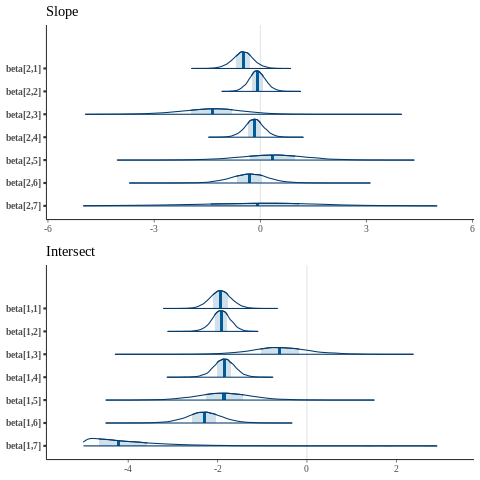 Slope
beta[2,1]
beta[2,2]
beta[2,3]
beta[2,4]
beta[2,5]
beta[2,6]
beta[2,7]
-6 -3 0 3 6
Intersect
beta[1,1]
beta[1,2]
beta[1,3]
beta[1,4]
beta[1,5]
beta[1,6]
beta[1,7]
-4 -2 0 2